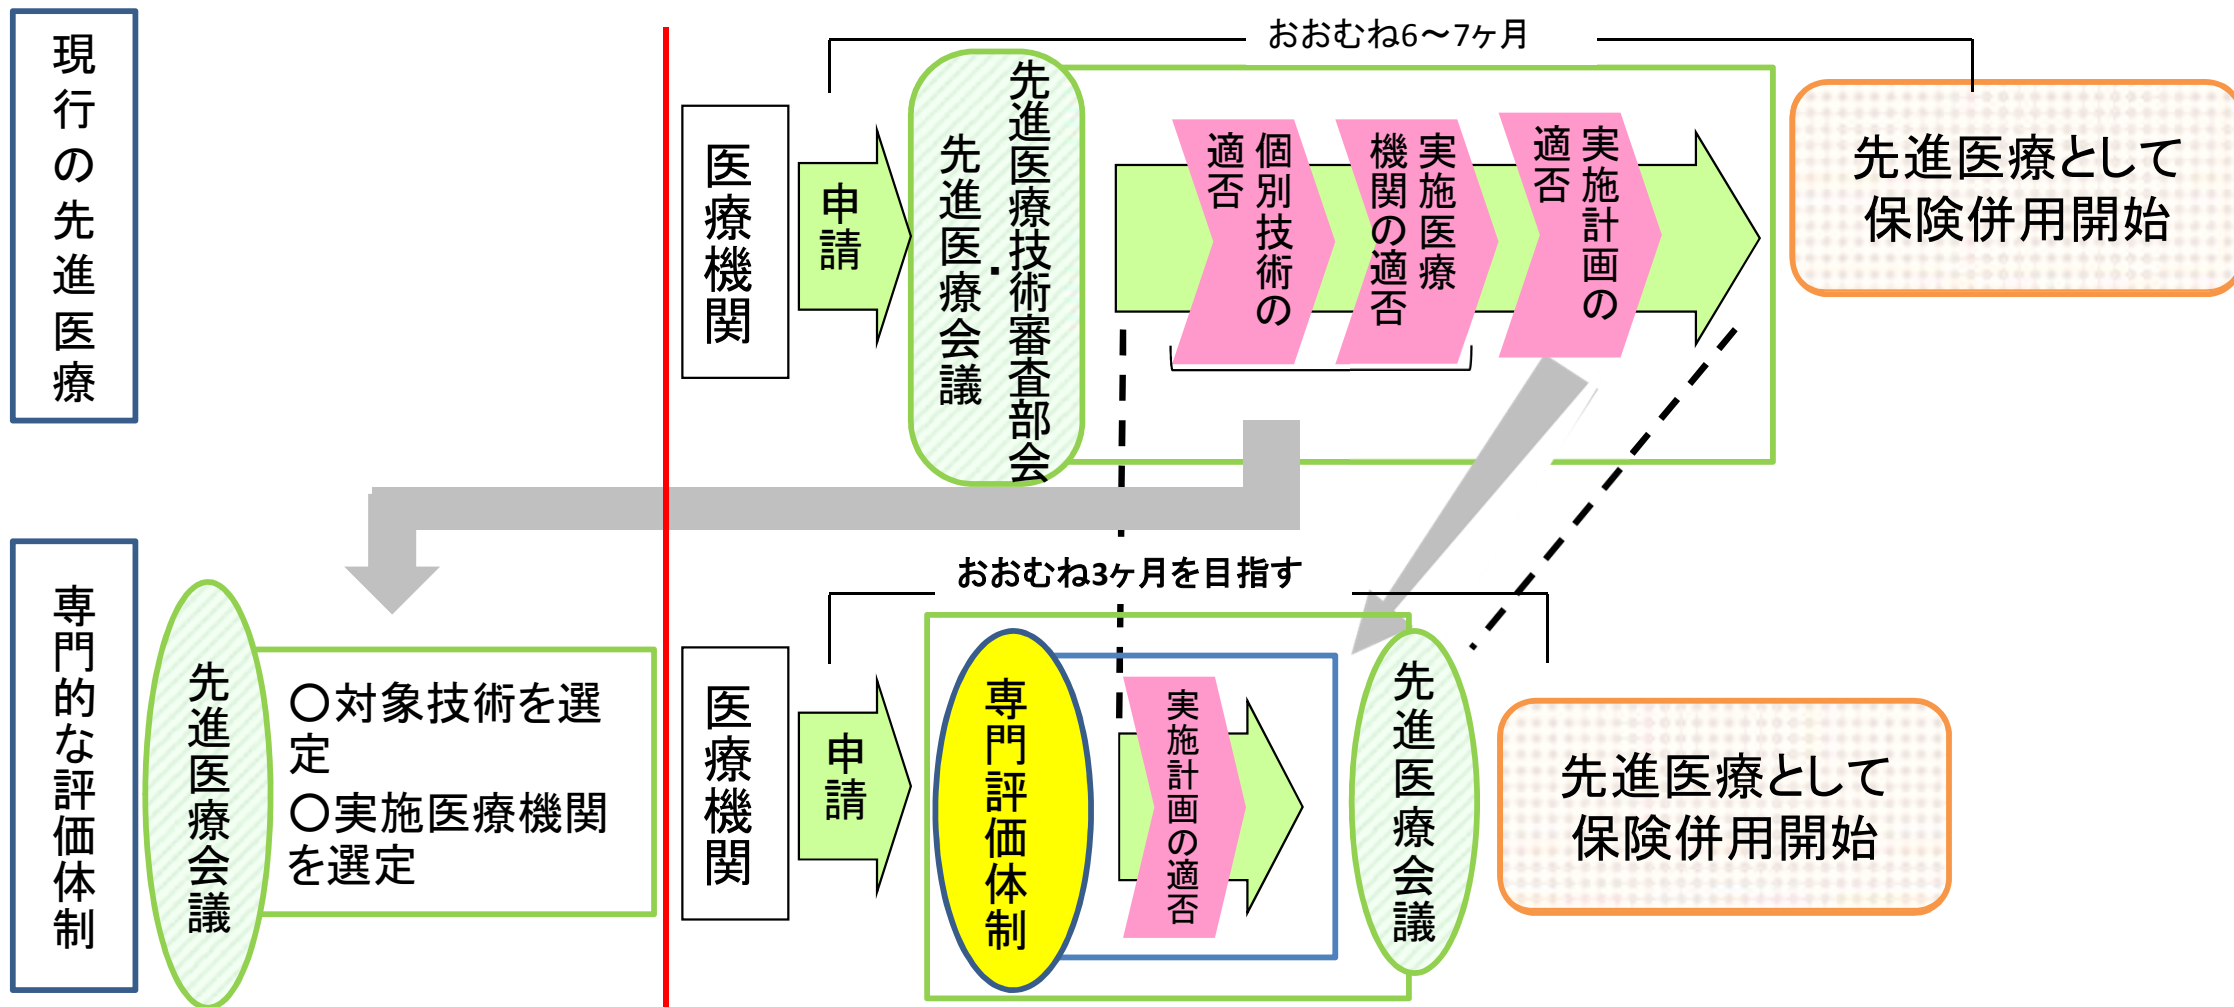 現行の先進医療
おおむね6～7ヶ月
医療機関
申請
先進医療技術審査部会
・
先進医療会議
個別技術の
適否
実施医療
機関の適否
実施計画の
適否
先進医療として
保険併用開始
専門的な評価体制
先進医療会議
〇対象技術を選
定
〇実施医療機関
を選定
おおむね3ヶ月を目指す
医療機関
申請
専門評価体制
実施計画の適否
先進医療会議
先進医療として
保険併用開始